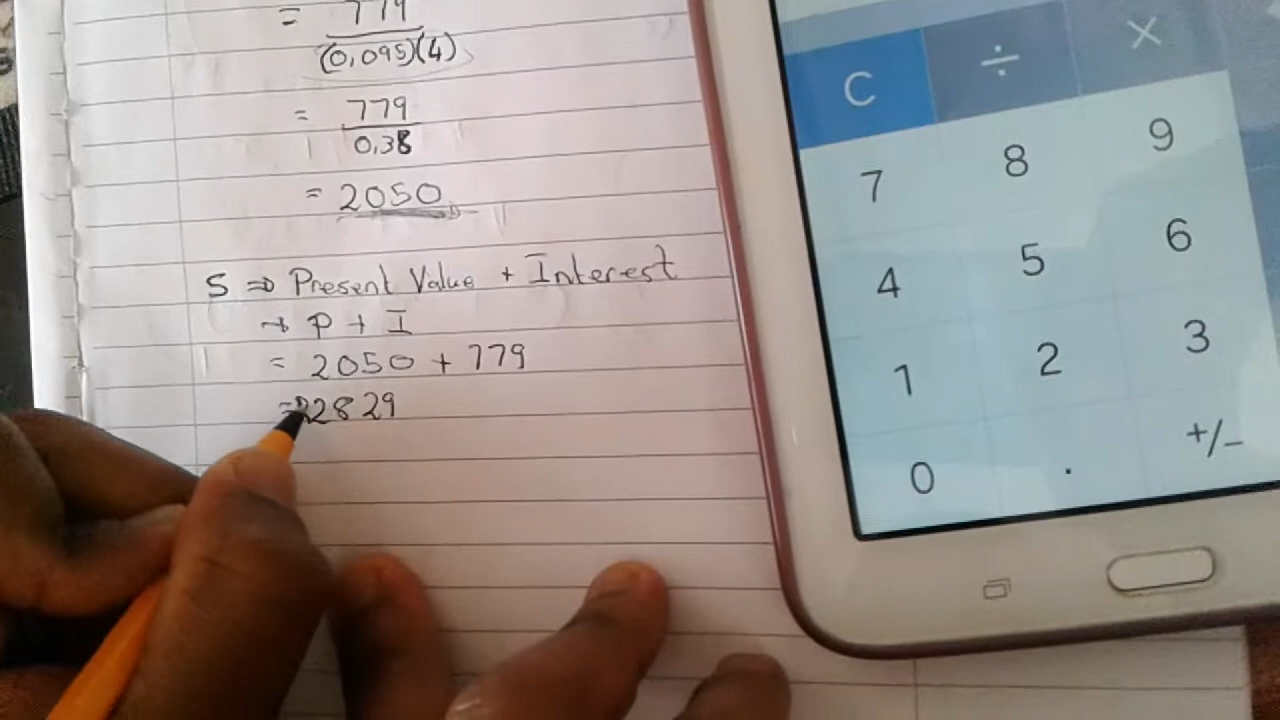 = 779
(0,095)(4)
= 779
0,38
= 2050
S ⇒ Present Value + Interest
→ P + I
= 2050 + 779
= 2829
C ÷ ×
7 8 9
4 5 6
1 2 3
0 . +/-